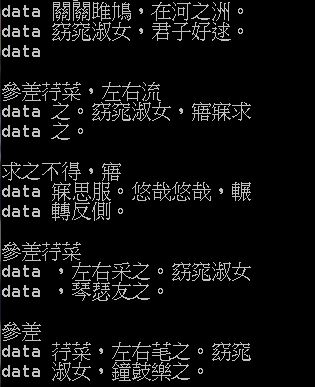 data 關關雎鳩，在河之洲。
data 窈窕淑女，君子好逑。
data
參差荇菜，左右流
data 之。窈窕淑女，寤寐求
data 之。
求之不得，寤
data 寐思服。悠哉悠哉，輾
data 轉反側。
參差荇菜
data ，左右采之。窈窕淑女
data ，琴瑟友之。
參差
data 荇菜，左右芼之。窈窕
data 淑女，鐘鼓樂之。